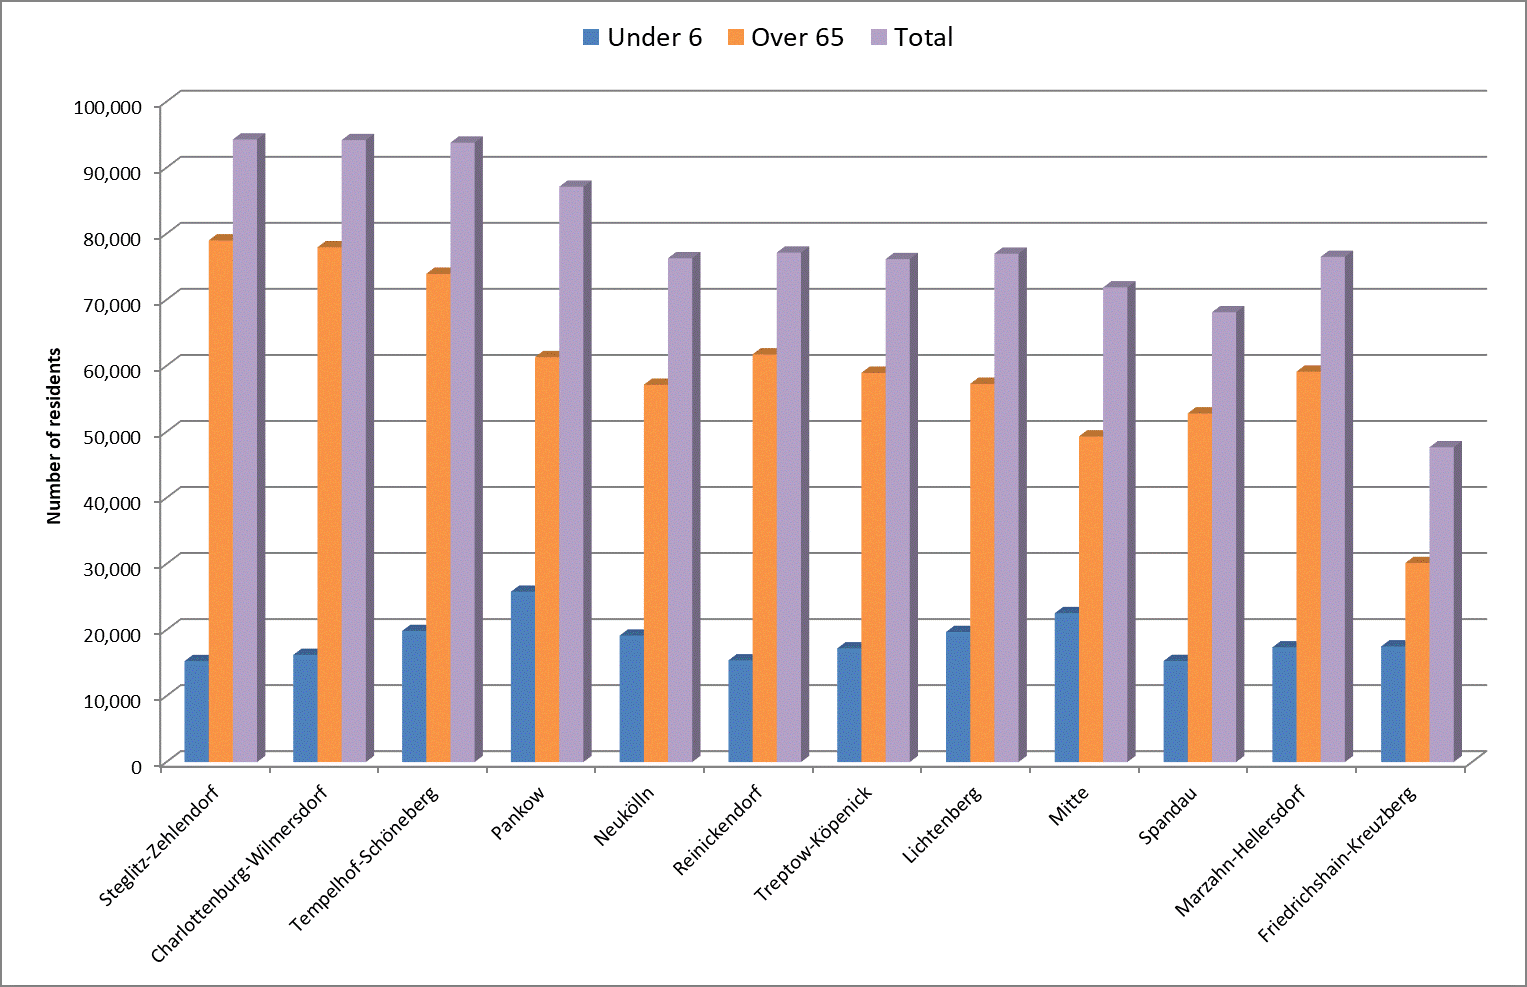 Under 6 Over 65 Total
100,000
90,000
80,000
70,000
60,000
50,000
40,000
30,000
20,000
10,000
0
Number of residents
Steglitz-Zehlendorf
Charlottenburg-Wilmersdorf
Tempelhof-Schöneberg
Pankow
Neukölln
Reinickendorf
Treptow-Köpenick
Lichtenberg
Mitte
Spandau
Marzahn-Hellersdorf
Friedrichshain-Kreuzberg